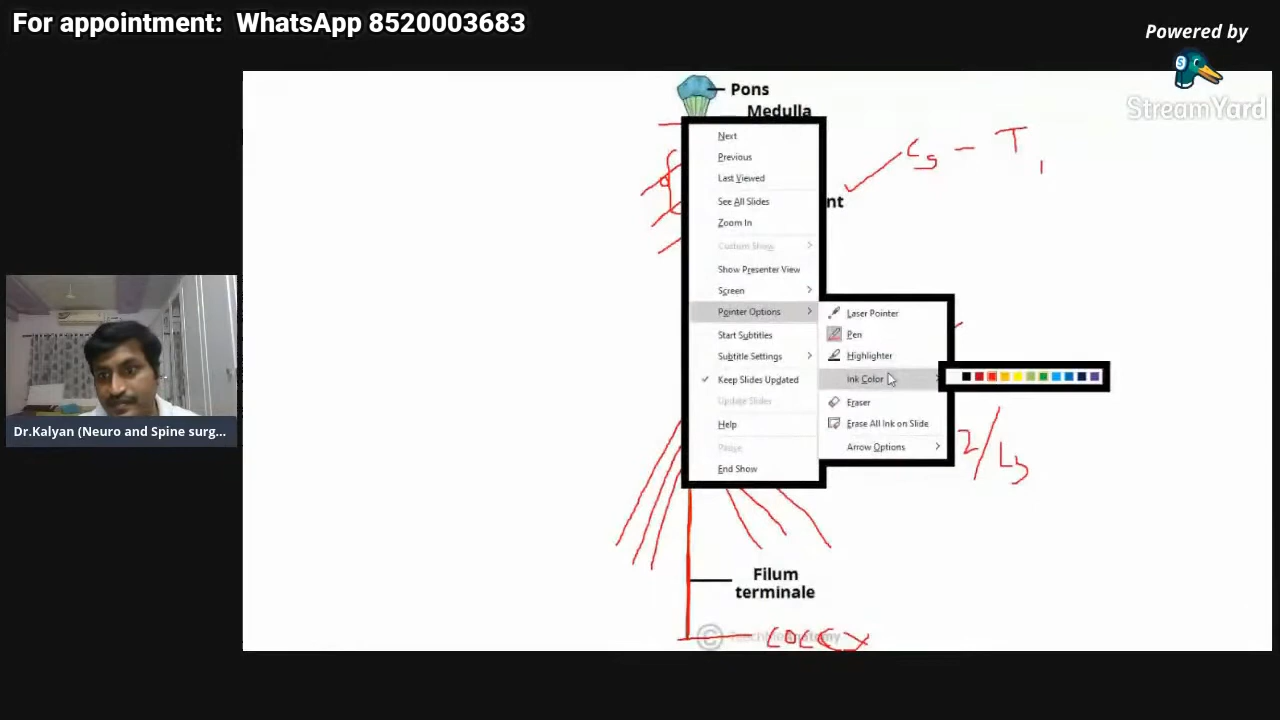 For appointment:  WhatsApp 8520003683
Powered by
StreamYard
Pons
Medulla
C5 - T1
nt
Next
Previous
Last Viewed
See All Slides
Zoom In
Custom Show
Show Presenter View
Screen
Pointer Options
Start Subtitles
Subtitle Settings
Keep Slides Updated
Update Slides
Help
Pause
End Show
Laser Pointer
Pen
Highlighter
Ink Color
Eraser
Erase All Ink on Slide
Arrow Options
2/L3
Dr.Kalyan (Neuro and Spine surg...
Filum
terminale
©